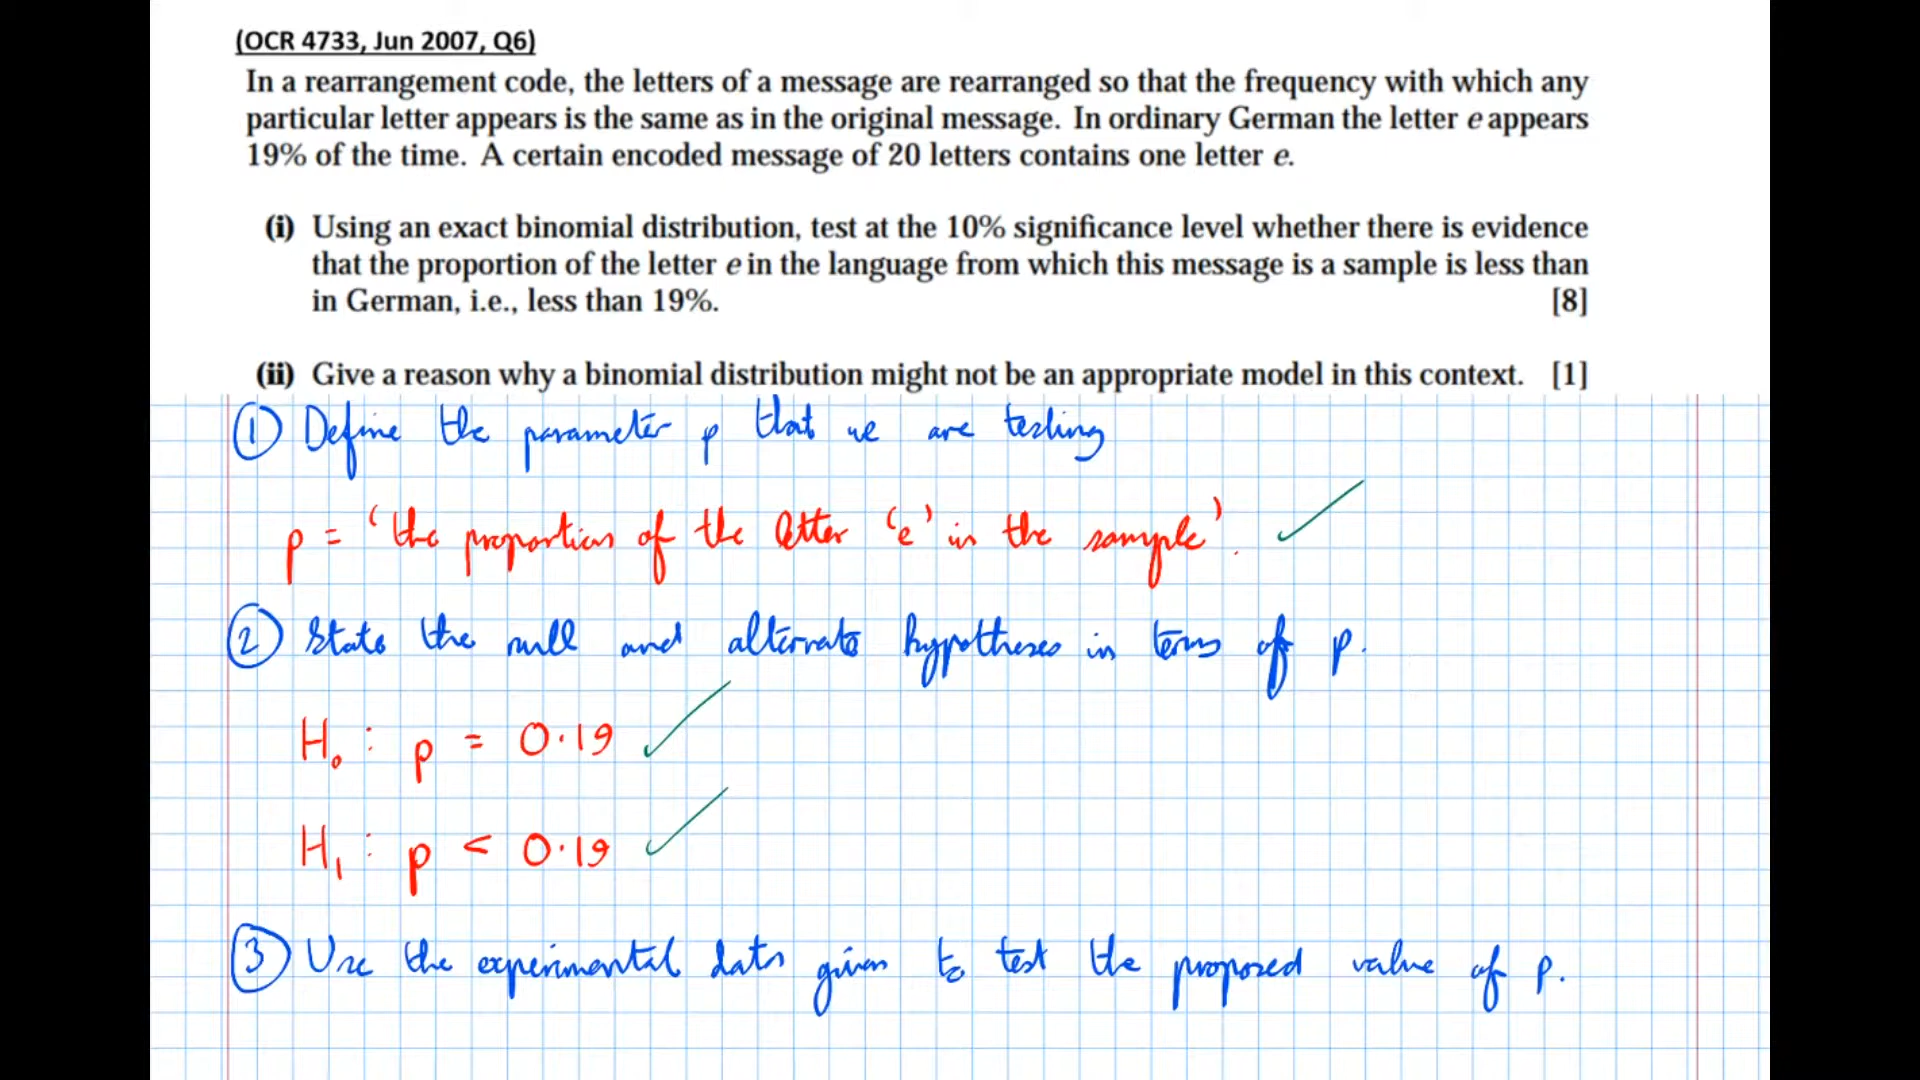 (OCR 4733, Jun 2007, Q6)
In a rearrangement code, the letters of a message are rearranged so that the frequency with which any
particular letter appears is the same as in the original message. In ordinary German the letter e appears
19% of the time. A certain encoded message of 20 letters contains one letter e.
(i) Using an exact binomial distribution, test at the 10% significance level whether there is evidence
that the proportion of the letter e in the language from which this message is a sample is less than
in German, i.e., less than 19%. [8]
(ii) Give a reason why a binomial distribution might not be an appropriate model in this context. [1]
① Define the parameter p that we are testing
p = 'the proportion of the letter 'e' in the sample'.
② State the null and alternate hypotheses in terms of p.
H₀ : p = 0.19
H₁ : p < 0.19
③ Use the experimental data given to test the proposed value of p.